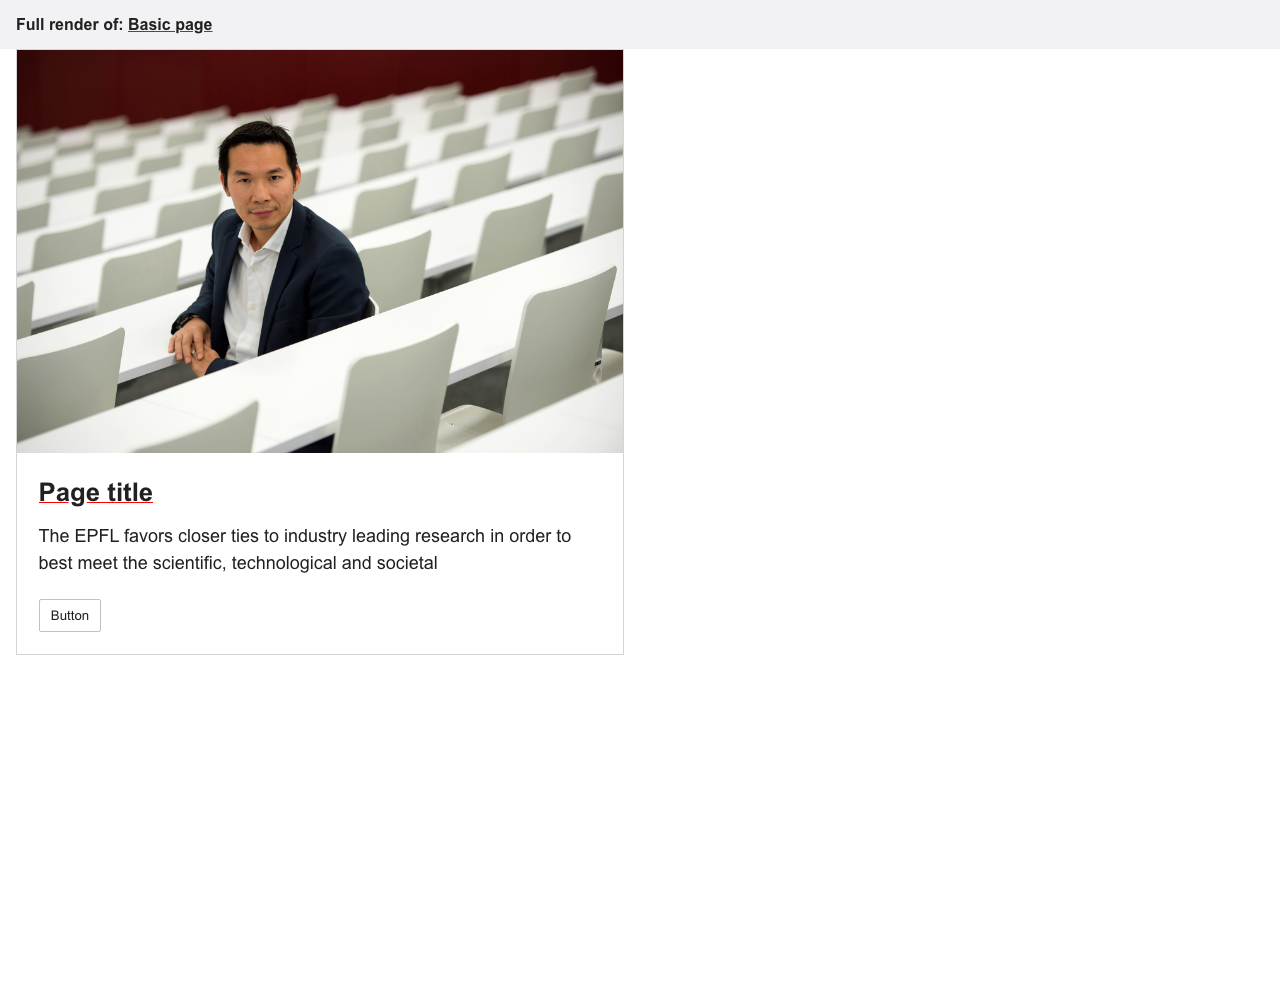 Full render of: Basic page
Page title
The EPFL favors closer ties to industry leading research in order to
best meet the scientific, technological and societal
Button